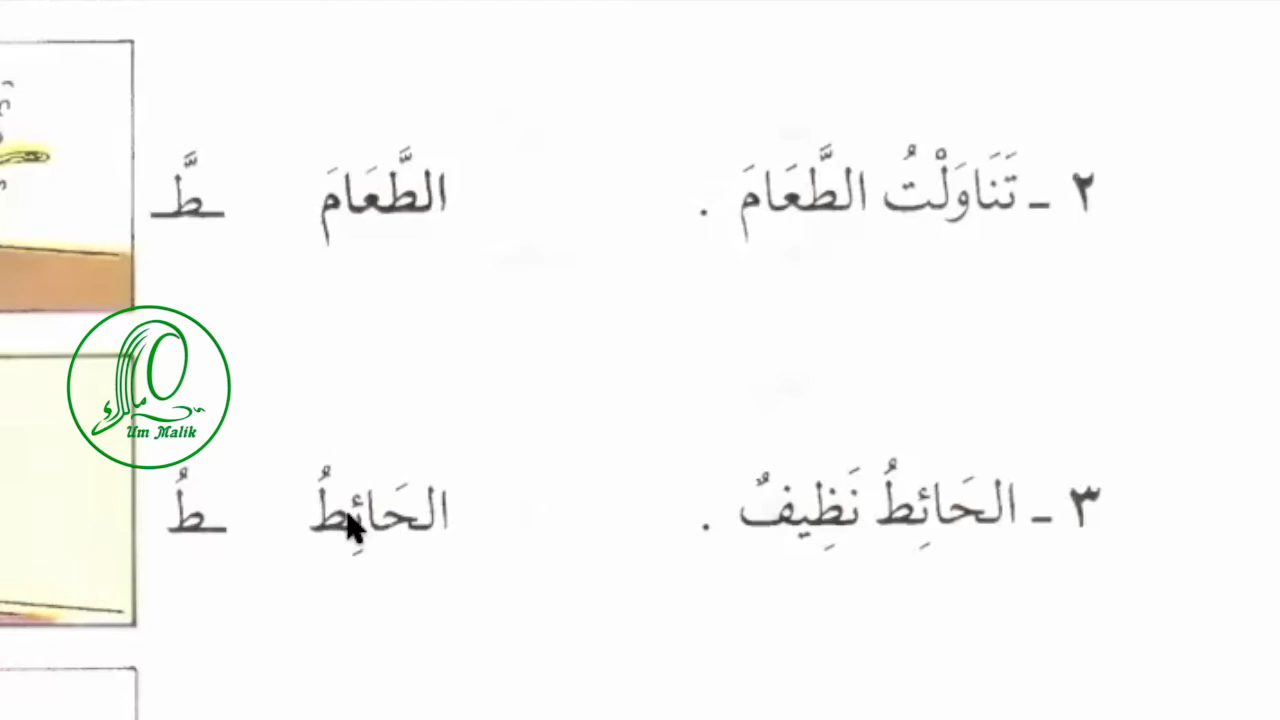 ٢ ـ تَنَاوَلْتُ الطَّعَامَ . الطَّعَامَ ـطَّـ
Um Malik
٣ ـ الحَائِطُ نَظِيفٌ . الحَائِطُ ـطُ